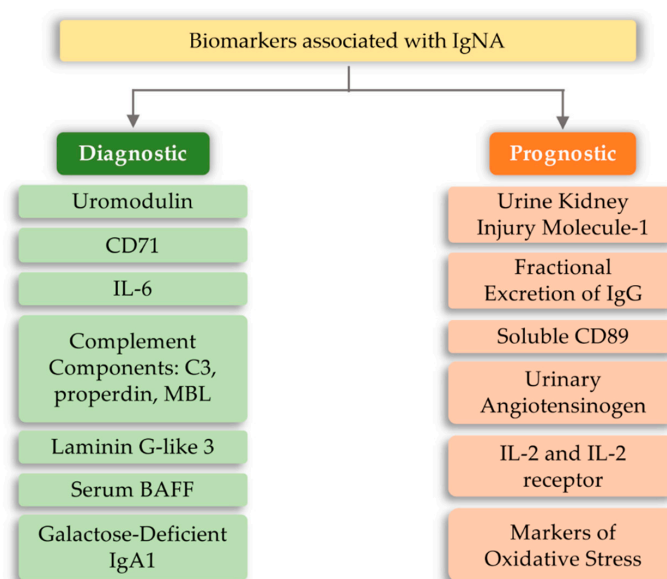 Biomarkers associated with IgNA
Diagnostic
Uromodulin
CD71
IL-6
Complement
Components: C3,
properdin, MBL
Laminin G-like 3
Serum BAFF
Galactose-Deficient
IgA1
Prognostic
Urine Kidney
Injury Molecule-1
Fractional
Excretion of IgG
Soluble CD89
Urinary
Angiotensinogen
IL-2 and IL-2
receptor
Markers of
Oxidative Stress